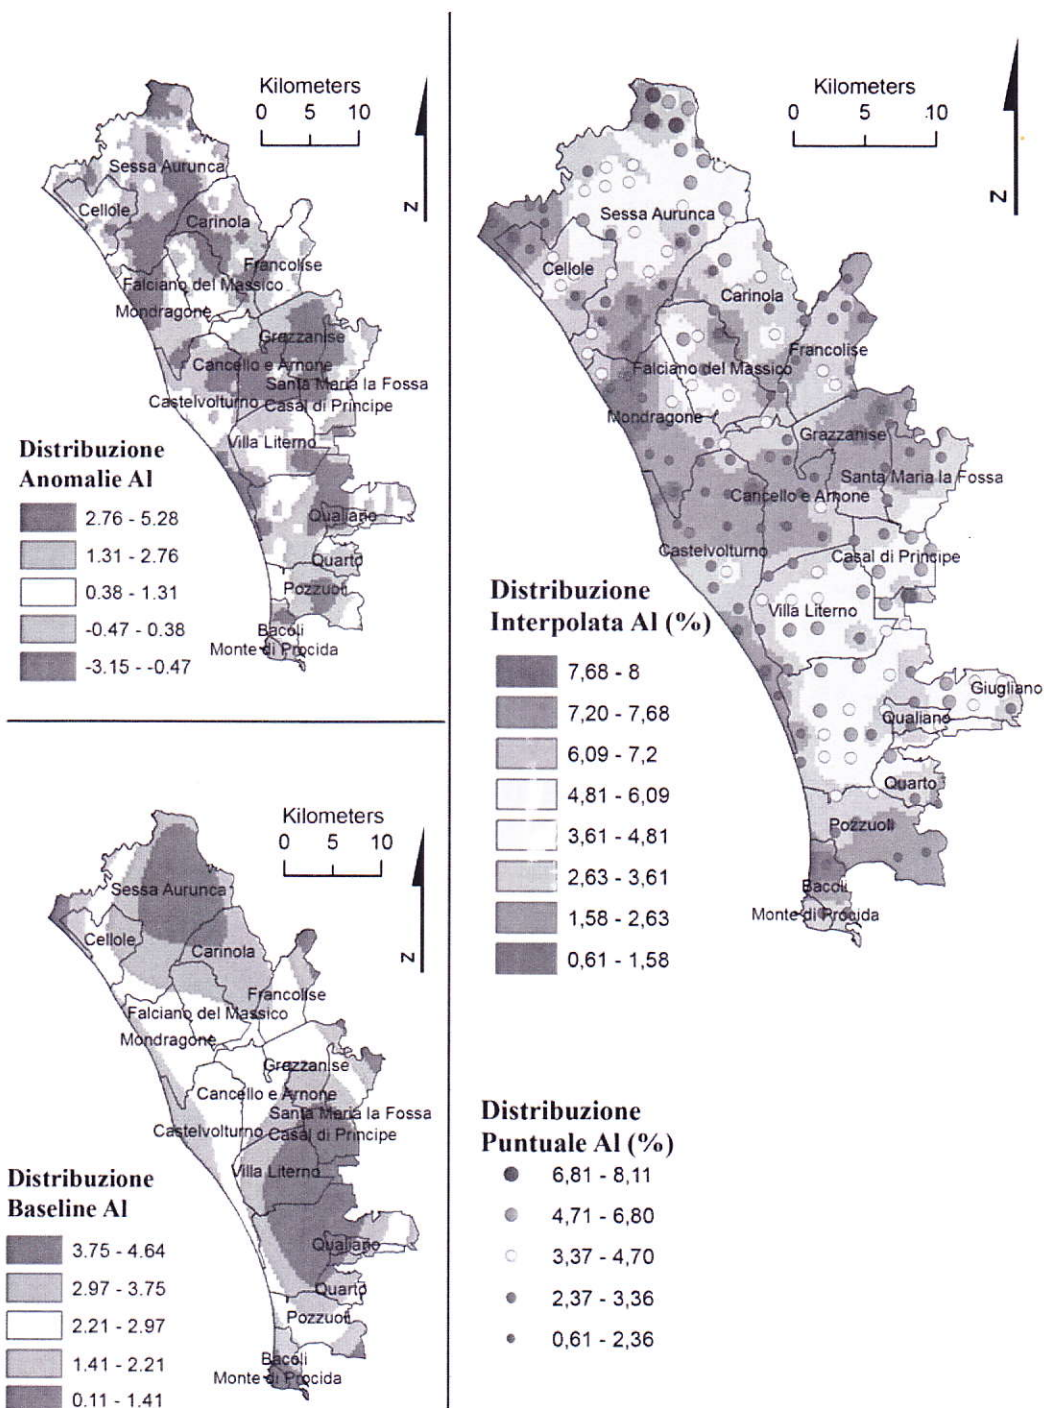 Kilometers
0 5 10
N
Sessa Aurunca
Cellole
Carinola
Francolise
Falciano del Massico
Mondragone
Grazzanise
Cancello e Arnone
Santa Maria la Fossa
Castelvolturno
Casal di Principe
Villa Literno
Qualiano
Quarto
Pozzuoli
Bacoli
Monte di Procida
Distribuzione
Anomalie Al
2.76 - 5.28
1.31 - 2.76
0.38 - 1.31
-0.47 - 0.38
-3.15 - -0.47
Kilometers
0 5 10
N
Sessa Aurunca
Cellole
Carinola
Francolise
Falciano del Massico
Mondragone
Grazzanise
Cancello e Arnone
Santa Maria la Fossa
Castelvolturno
Casal di Principe
Villa Literno
Qualiano
Quarto
Pozzuoli
Bacoli
Monte di Procida
Distribuzione
Baseline Al
3.75 - 4.64
2.97 - 3.75
2.21 - 2.97
1.41 - 2.21
0.11 - 1.41
Kilometers
0 5 10
N
Sessa Aurunca
Cellole
Carinola
Francolise
Falciano del Massico
Mondragone
Grazzanise
Santa Maria la Fossa
Cancello e Arnone
Castelvolturno
Casal di Principe
Villa Literno
Giugliano
Qualiano
Quarto
Pozzuoli
Bacoli
Monte di Procida
Distribuzione
Interpolata Al (%)
7,68 - 8
7,20 - 7,68
6,09 - 7,2
4,81 - 6,09
3,61 - 4,81
2,63 - 3,61
1,58 - 2,63
0,61 - 1,58
Distribuzione
Puntuale Al (%)
6,81 - 8,11
4,71 - 6,80
3,37 - 4,70
2,37 - 3,36
0,61 - 2,36